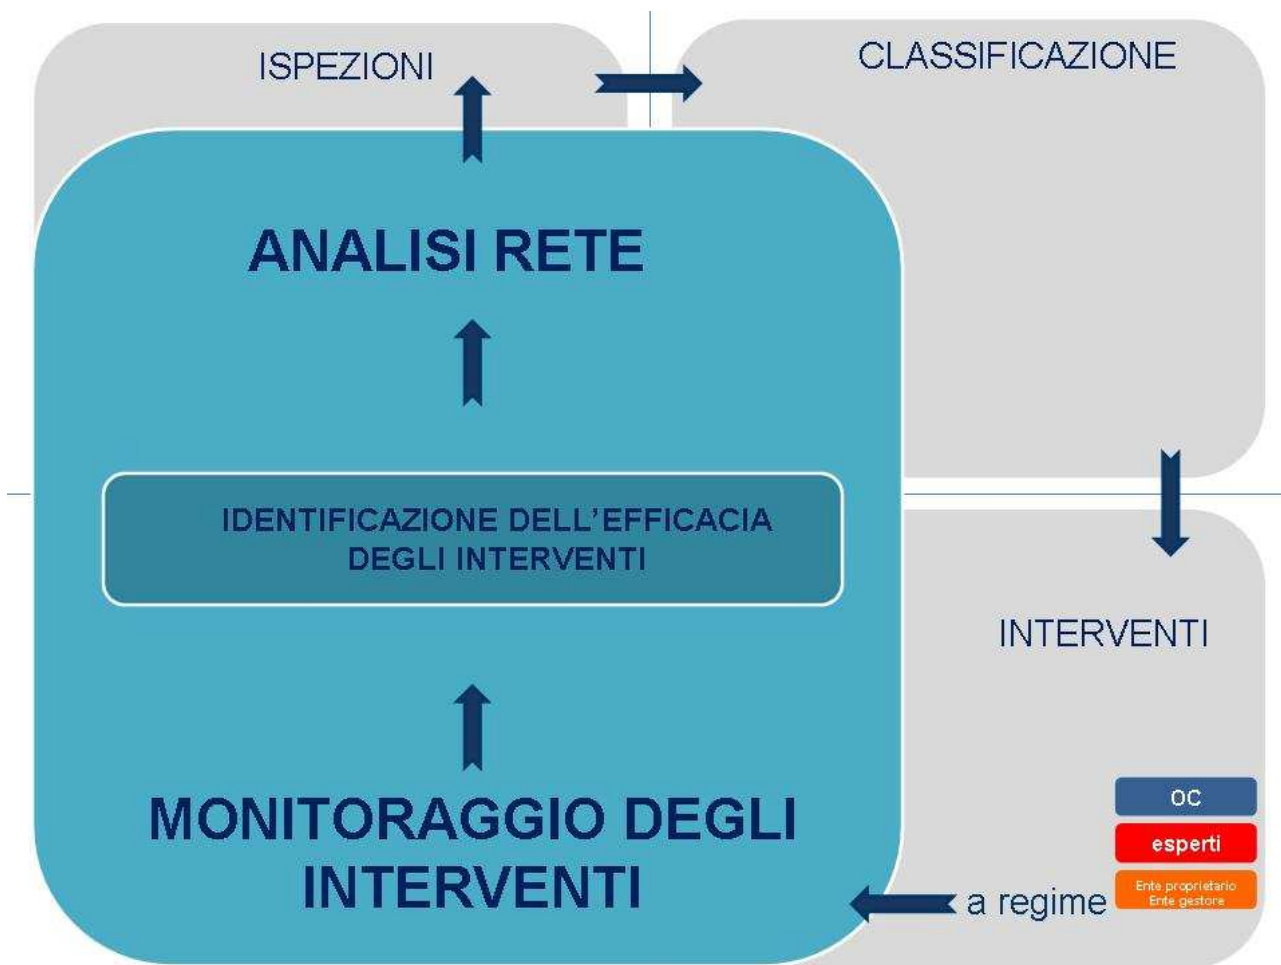 ISPEZIONI
CLASSIFICAZIONE
ANALISI RETE
IDENTIFICAZIONE DELL’EFFICACIA
DEGLI INTERVENTI
INTERVENTI
MONITORAGGIO DEGLI
INTERVENTI
OC
esperti
Ente proprietario
Ente gestore
a regime